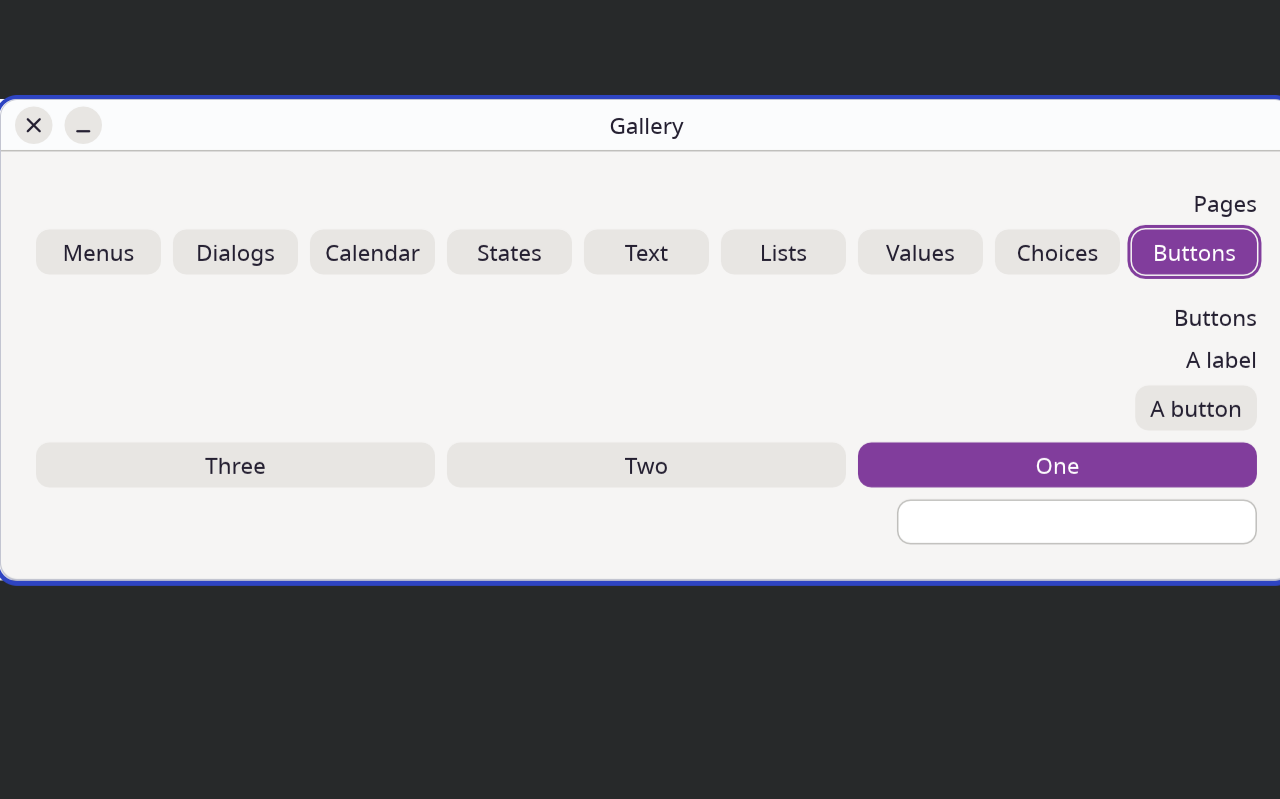 Gallery
Pages
Menus Dialogs Calendar States Text Lists Values Choices Buttons
Buttons
A label
A button
Three Two One